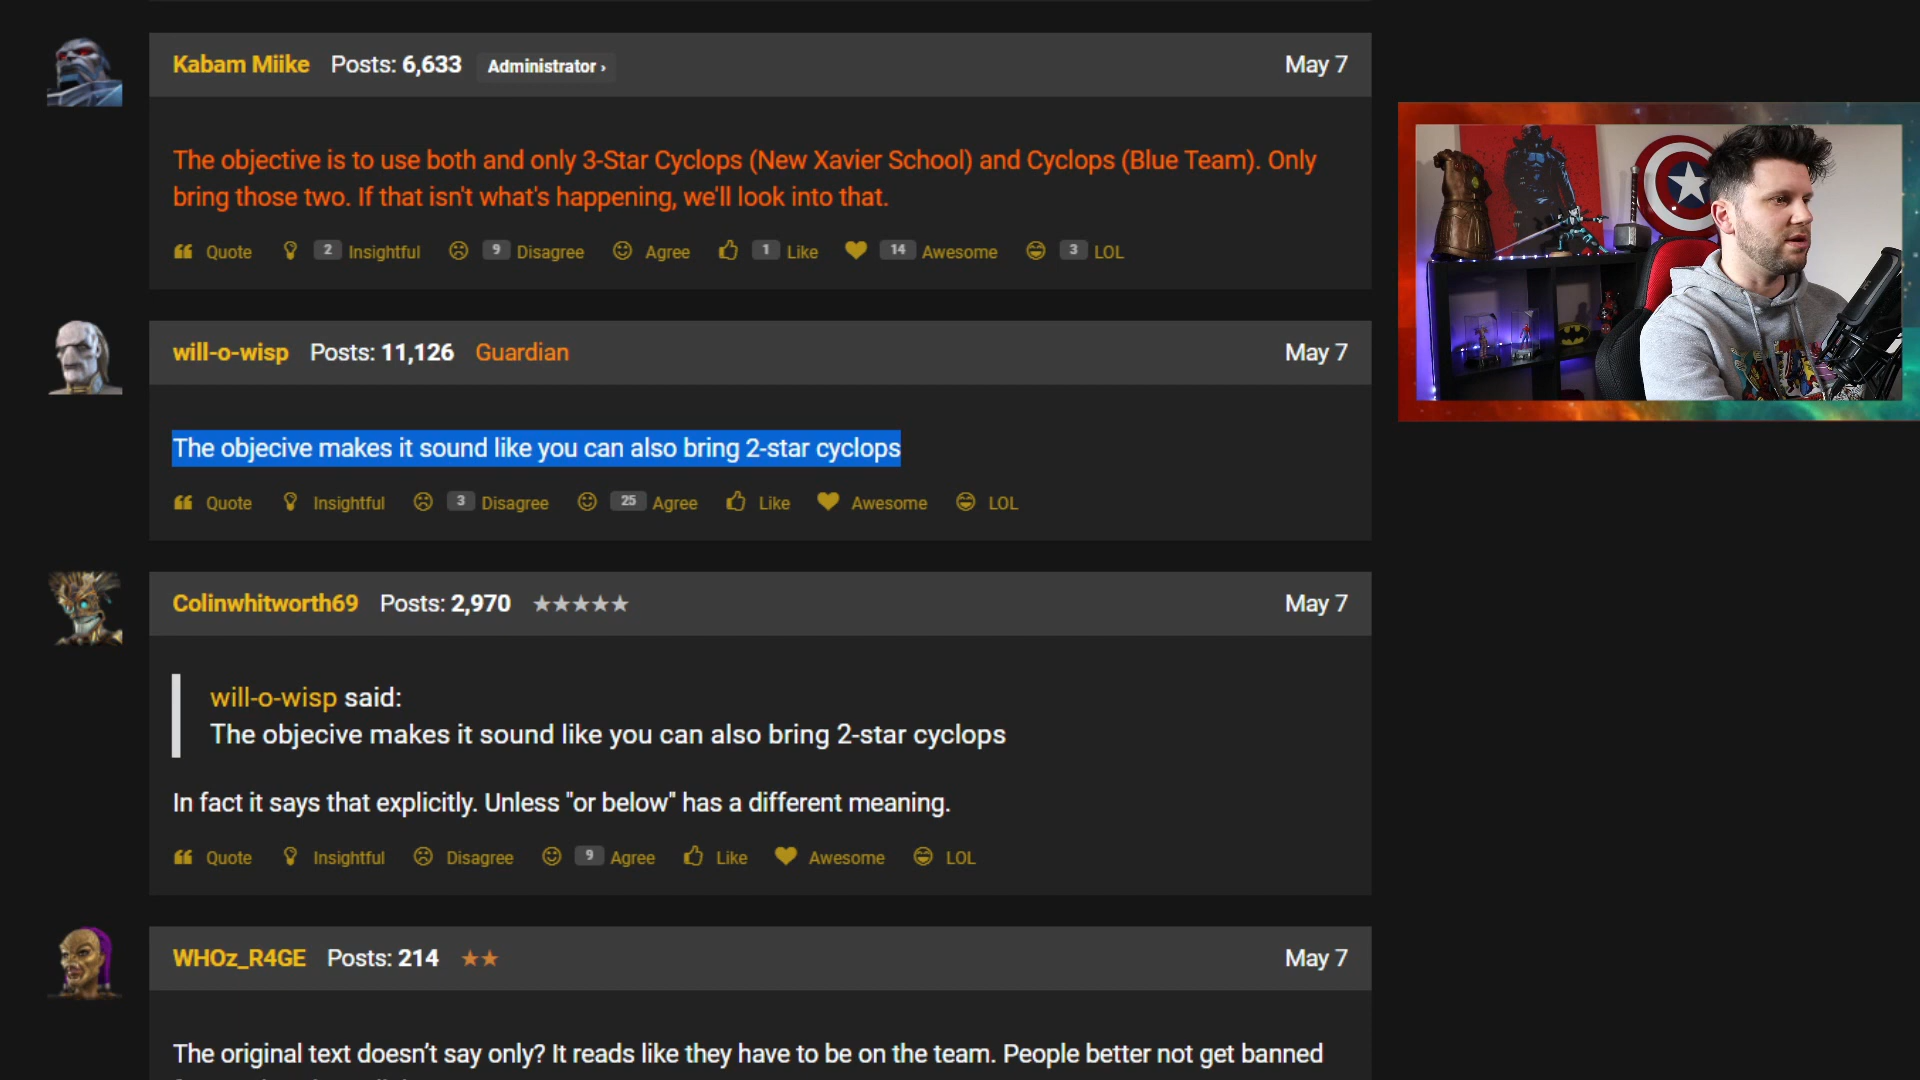 Kabam Miike Posts: 6,633 Administrator › May 7
The objective is to use both and only 3-Star Cyclops (New Xavier School) and Cyclops (Blue Team). Only
bring those two. If that isn't what's happening, we'll look into that.
Quote 2 Insightful 9 Disagree Agree 1 Like 14 Awesome 3 LOL
will-o-wisp Posts: 11,126 Guardian May 7
The objecive makes it sound like you can also bring 2-star cyclops
Quote Insightful 3 Disagree 25 Agree Like Awesome LOL
Colinwhitworth69 Posts: 2,970 ★★★★★ May 7
will-o-wisp said:
The objecive makes it sound like you can also bring 2-star cyclops
In fact it says that explicitly. Unless "or below" has a different meaning.
Quote Insightful Disagree 9 Agree Like Awesome LOL
WHOz_R4GE Posts: 214 ★★ May 7
The original text doesn’t say only? It reads like they have to be on the team. People better not get banned